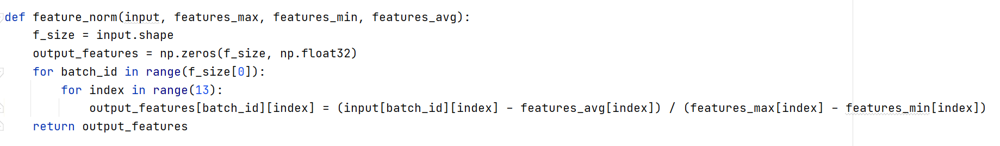 def feature_norm(input, features_max, features_min, features_avg):
    f_size = input.shape
    output_features = np.zeros(f_size, np.float32)
    for batch_id in range(f_size[0]):
        for index in range(13):
            output_features[batch_id][index] = (input[batch_id][index] - features_avg[index]) / (features_max[index] - features_min[index])
    return output_features